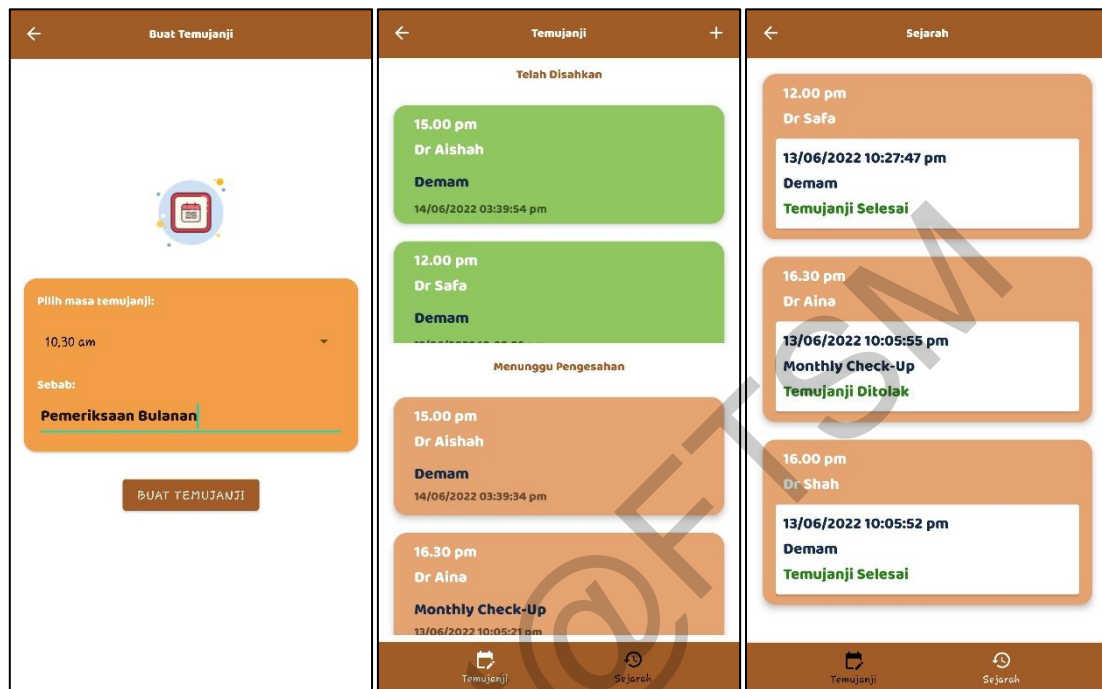 Buat Temujanji
Pilih masa temujanji:
10.30 am
Sebab:
Pemeriksaan Bulanan
BUAT TEMUJANJI
Temujanji
Telah Disahkan
15.00 pm
Dr Aishah
Demam
14/06/2022 03:39:54 pm
12.00 pm
Dr Safa
Demam
Menunggu Pengesahan
15.00 pm
Dr Aishah
Demam
14/06/2022 03:39:34 pm
16.30 pm
Dr Aina
Monthly Check-Up
13/06/2022 10:05:21 pm
Temujanji
Sejarah
Sejarah
12.00 pm
Dr Safa
13/06/2022 10:27:47 pm
Demam
Temujanji Selesai
16.30 pm
Dr Aina
13/06/2022 10:05:55 pm
Monthly Check-Up
Temujanji Ditolak
16.00 pm
Dr Shah
13/06/2022 10:05:52 pm
Demam
Temujanji Selesai
Temujanji
Sejarah
@FTSM